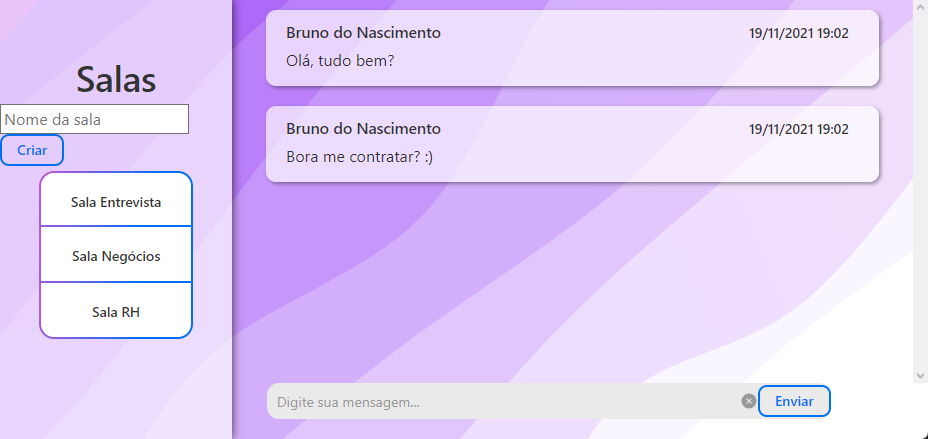 Salas
Nome da sala
Criar
Sala Entrevista
Sala Negócios
Sala RH
Bruno do Nascimento 19/11/2021 19:02
Olá, tudo bem?
Bruno do Nascimento 19/11/2021 19:02
Bora me contratar? :)
Digite sua mensagem...
Enviar